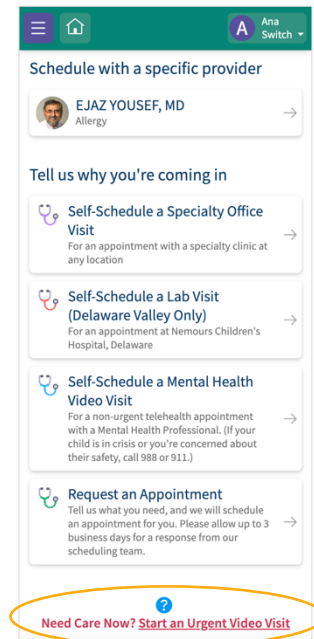 A
Ana
Switch
Schedule with a specific provider
EJAZ YOUSEF, MD
Allergy
Tell us why you're coming in
Self-Schedule a Specialty Office
Visit
For an appointment with a specialty clinic at
any location
Self-Schedule a Lab Visit
(Delaware Valley Only)
For an appointment at Nemours Children's
Hospital, Delaware
Self-Schedule a Mental Health
Video Visit
For a non-urgent telehealth appointment
with a Mental Health Professional. (If your
child is in crisis or you're concerned about
their safety, call 988 or 911.)
Request an Appointment
Tell us what you need, and we will schedule
an appointment for you. Please allow up to 3
business days for a response from our
scheduling team.
?
Need Care Now? Start an Urgent Video Visit